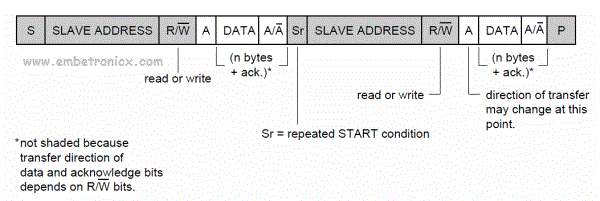 S SLAVE ADDRESS R/W̅ A DATA A/A̅ Sr SLAVE ADDRESS R/W̅ A DATA A/A̅ P
www.embetronicx.com
read or write
(n bytes
+ ack.)*
Sr = repeated START condition
read or write
(n bytes
+ ack.)*
direction of transfer
may change at this
point.
*not shaded because
transfer direction of
data and acknowledge bits
depends on R/W̅ bits.